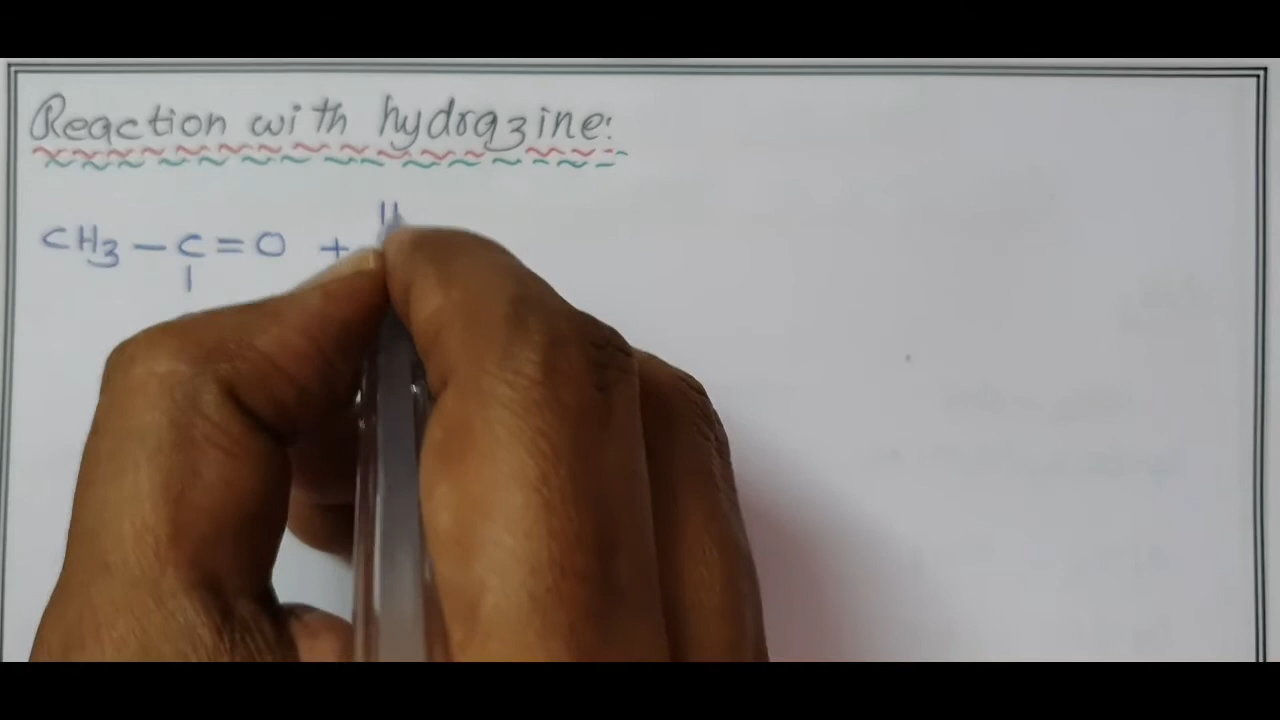 Reaction with hydrazine:
CH3 – C = O +